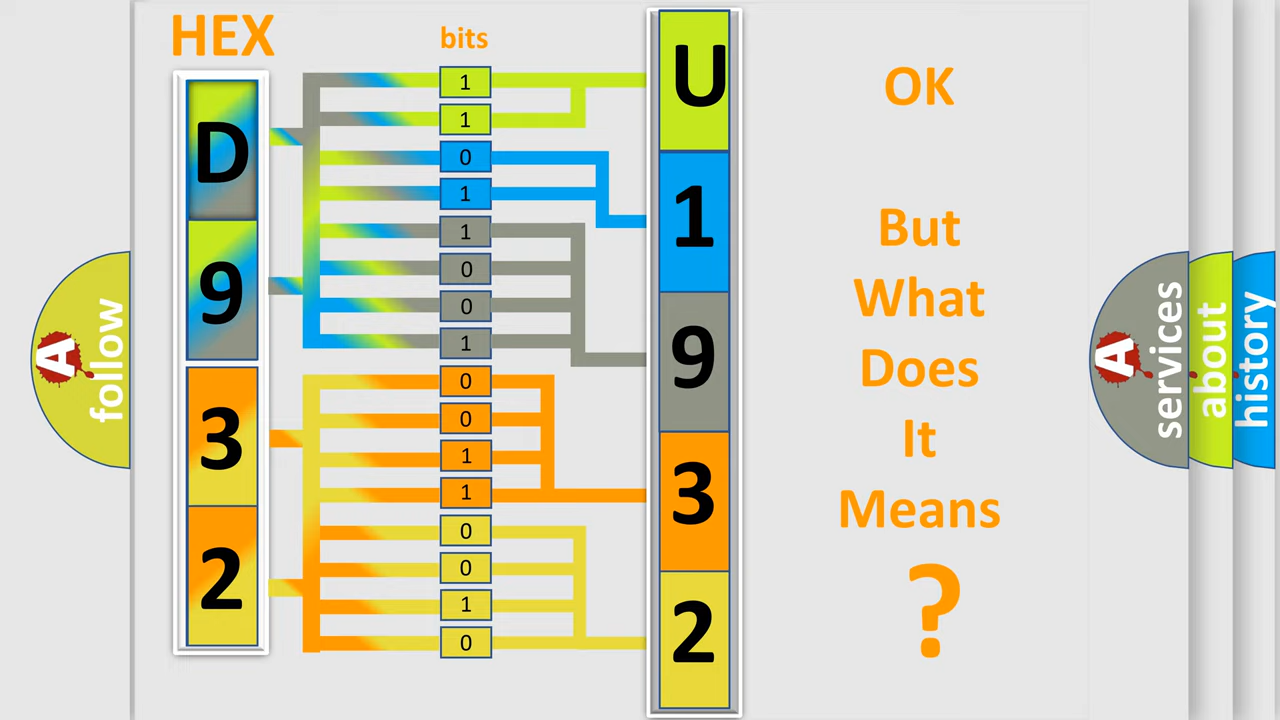 HEX
bits
D
9
3
2
1
1
0
1
1
0
0
1
0
0
1
1
0
0
1
0
U
1
9
3
2
OK
But
What
Does
It
Means
?
A
follow
A
services
about
history